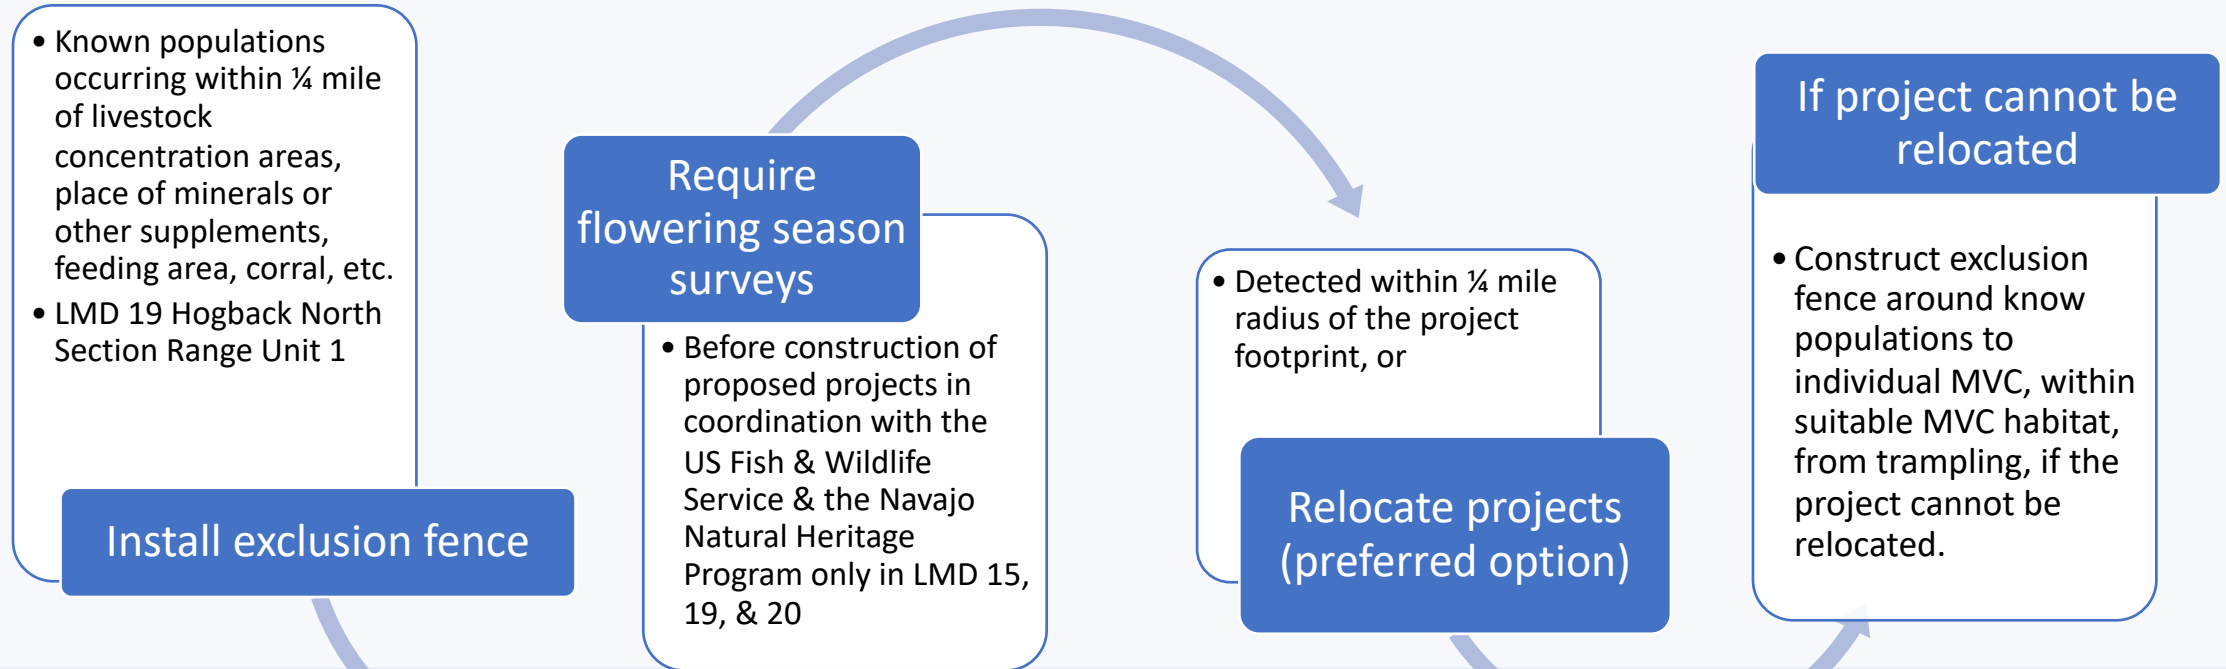 • Known populations
occurring within ¼ mile
of livestock
concentration areas,
place of minerals or
other supplements,
feeding area, corral, etc.
• LMD 19 Hogback North
Section Range Unit 1
Install exclusion fence
Require
flowering season
surveys
• Before construction of
proposed projects in
coordination with the
US Fish & Wildlife
Service & the Navajo
Natural Heritage
Program only in LMD 15,
19, & 20
• Detected within ¼ mile
radius of the project
footprint, or
Relocate projects
(preferred option)
If project cannot be
relocated
• Construct exclusion
fence around know
populations to
individual MVC, within
suitable MVC habitat,
from trampling, if the
project cannot be
relocated.